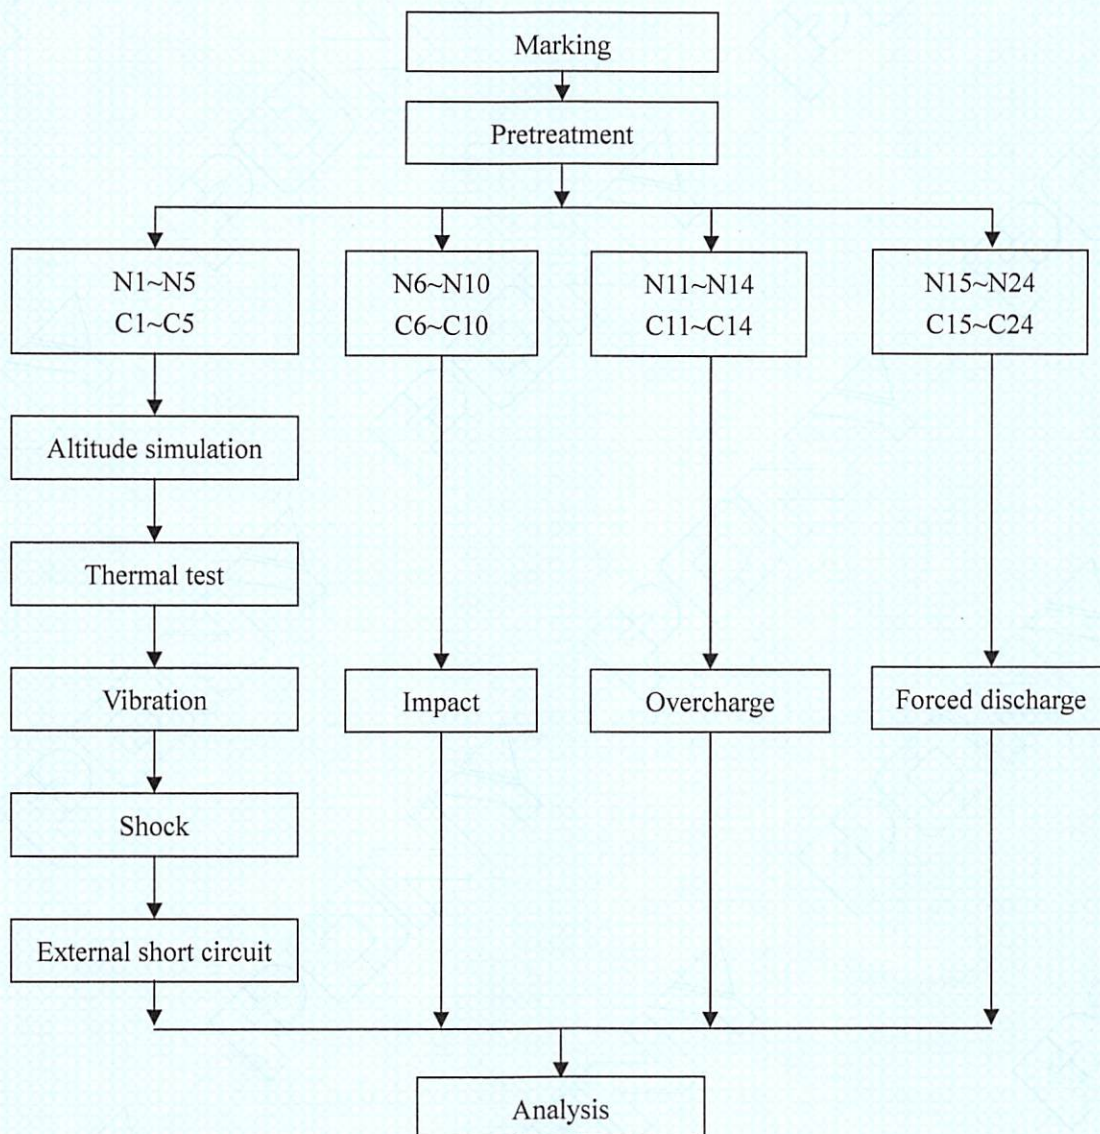 Marking
Pretreatment
N1~N5
C1~C5
N6~N10
C6~C10
N11~N14
C11~C14
N15~N24
C15~C24
Altitude simulation
Thermal test
Vibration
Impact
Overcharge
Forced discharge
Shock
External short circuit
Analysis